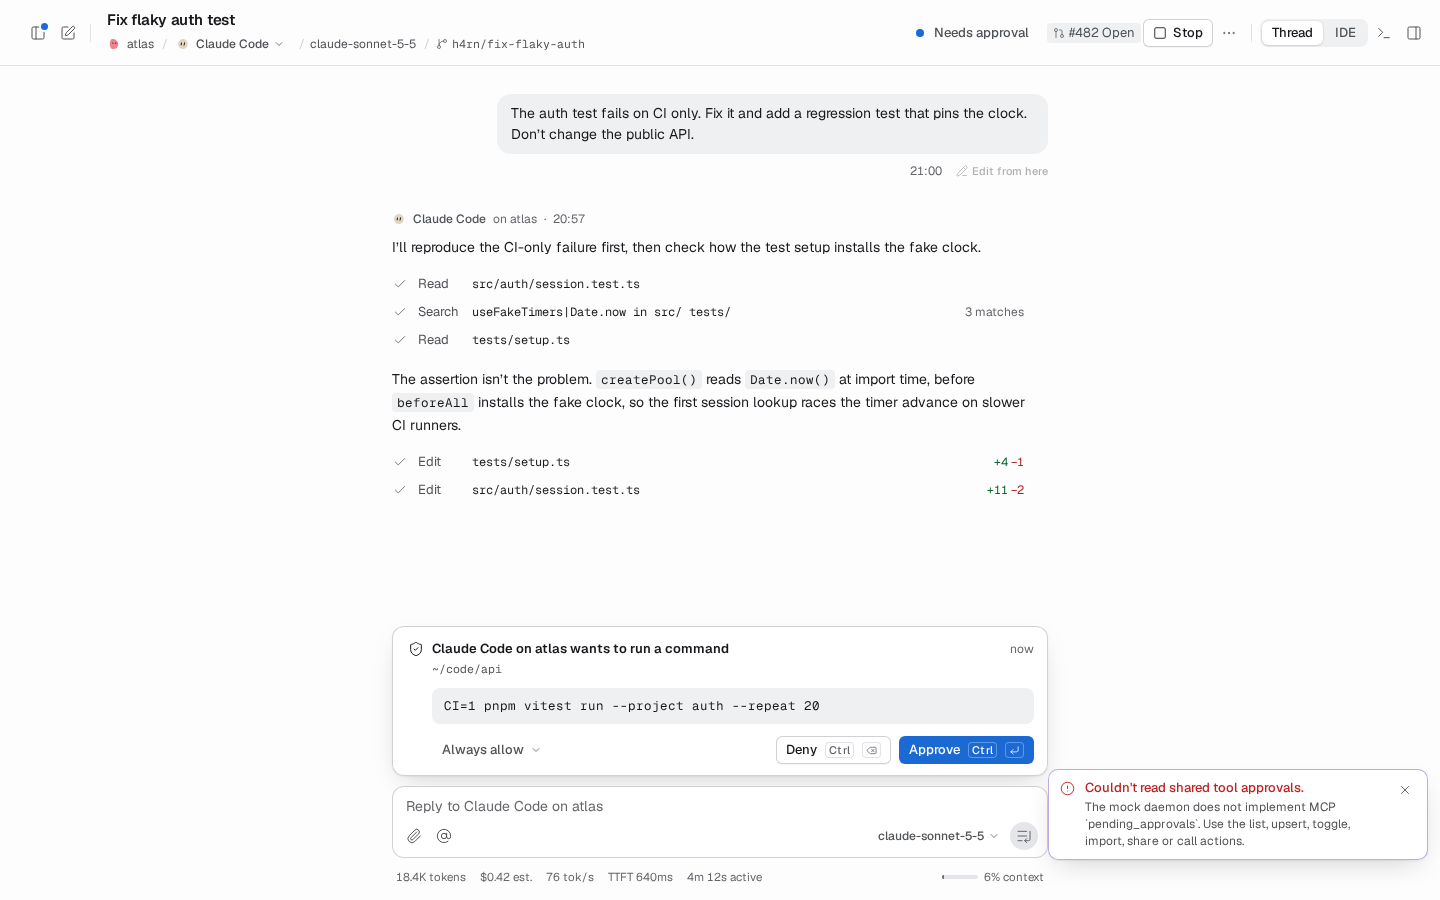 Fix flaky auth test
atlas / Claude Code / claude-sonnet-5-5 / h4rn/fix-flaky-auth
Needs approval
#482 Open
Stop
Thread
IDE
The auth test fails on CI only. Fix it and add a regression test that pins the clock.
Don't change the public API.
21:00 Edit from here
Claude Code on atlas · 20:57
I'll reproduce the CI-only failure first, then check how the test setup installs the fake clock.
Read src/auth/session.test.ts
Search useFakeTimers|Date.now in src/ tests/ 3 matches
Read tests/setup.ts
The assertion isn't the problem. createPool() reads Date.now() at import time, before
beforeAll installs the fake clock, so the first session lookup races the timer advance on slower
CI runners.
Edit tests/setup.ts +4 −1
Edit src/auth/session.test.ts +11 −2
Claude Code on atlas wants to run a command now
~/code/api
CI=1 pnpm vitest run --project auth --repeat 20
Always allow
Deny Ctrl
Approve Ctrl
Reply to Claude Code on atlas
claude-sonnet-5-5
18.4K tokens $0.42 est. 76 tok/s TTFT 640ms 4m 12s active 6% context
Couldn't read shared tool approvals.
The mock daemon does not implement MCP
`pending_approvals`. Use the list, upsert, toggle,
import, share or call actions.